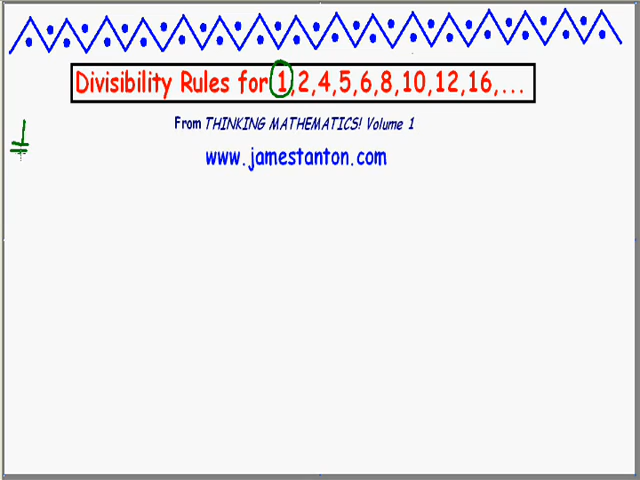 Divisibility Rules for 1,2,4,5,6,8,10,12,16,...
From THINKING MATHEMATICS! Volume 1
www.jamestanton.com
1